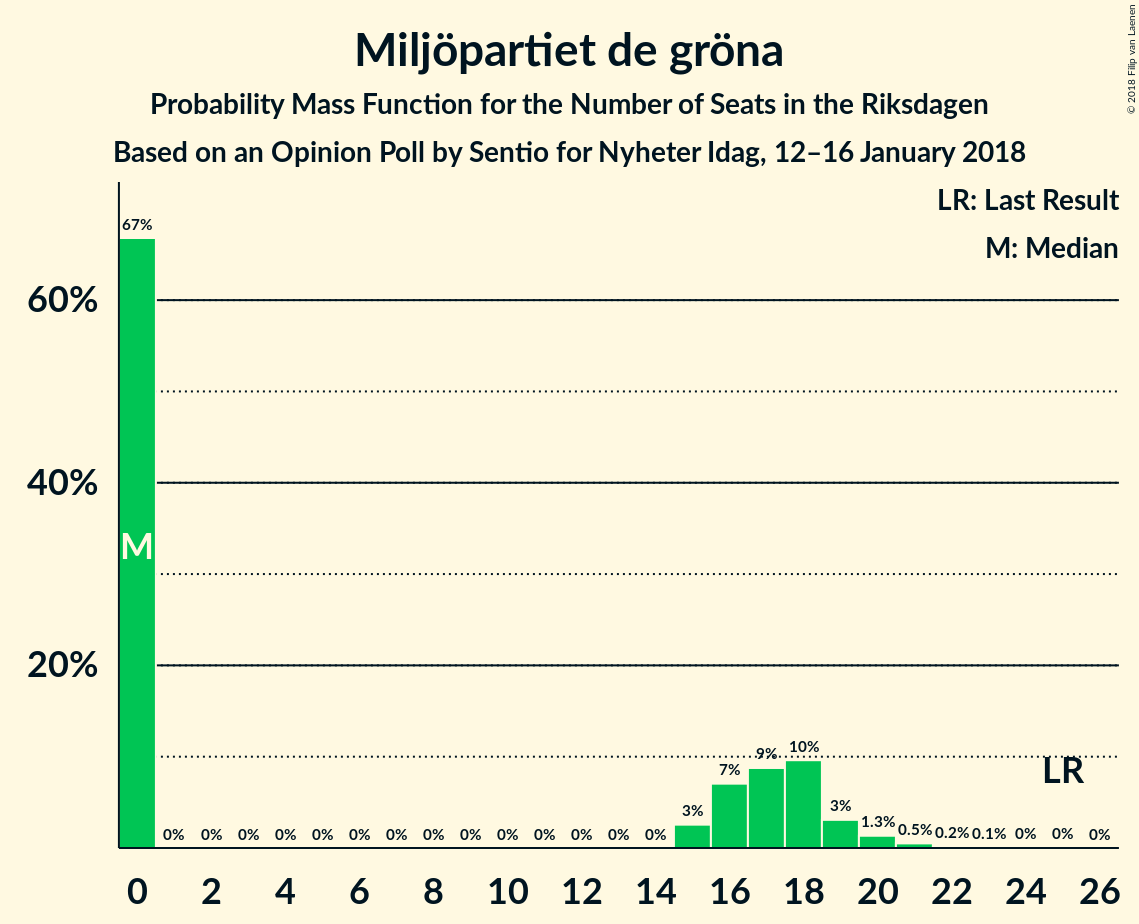 Miljöpartiet de gröna
Probability Mass Function for the Number of Seats in the Riksdagen
Based on an Opinion Poll by Sentio for Nyheter Idag, 12–16 January 2018
© 2018 Filip van Laenen
LR: Last Result
M: Median
67%
60%
40%
M
20%
10%
9%
7%
LR
3%
3%
1.3%
0% 0% 0% 0% 0% 0% 0% 0% 0% 0% 0% 0% 0% 0% 0.5% 0.2% 0.1% 0% 0% 0%
0 2 4 6 8 10 12 14 16 18 20 22 24 26